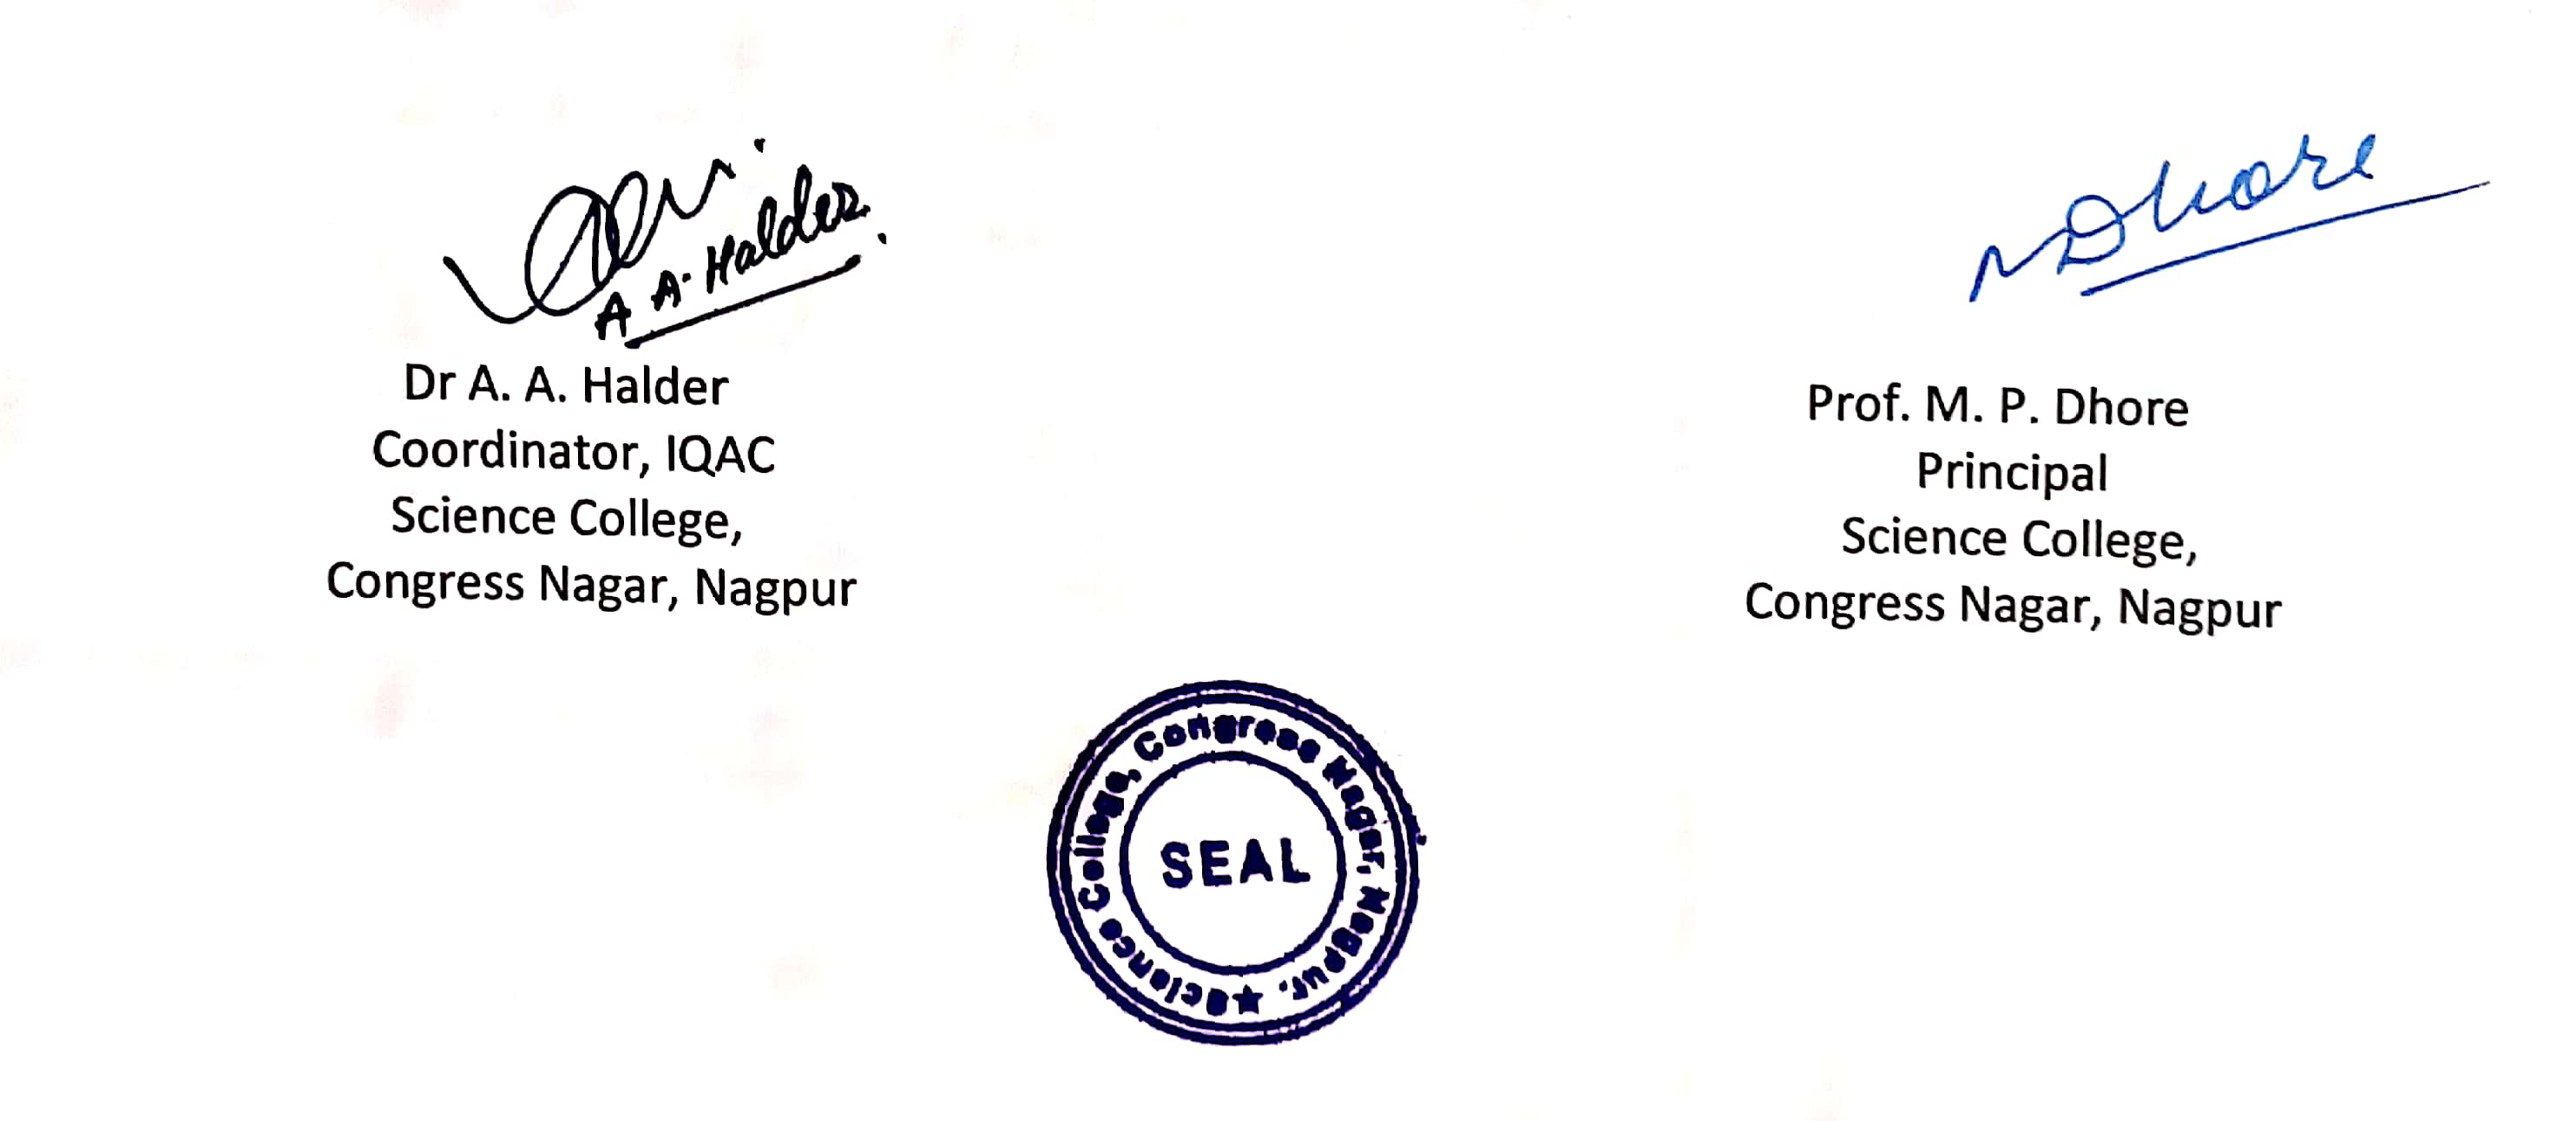 A A. Halder.
Dr A. A. Halder
Coordinator, IQAC
Science College,
Congress Nagar, Nagpur
Dhore
Prof. M. P. Dhore
Principal
Science College,
Congress Nagar, Nagpur
Science College, Congress Nagar, Nagpur.
SEAL